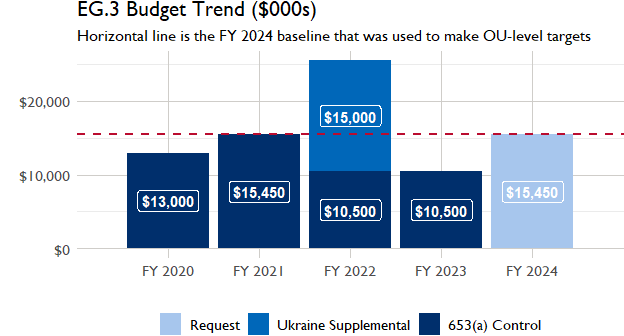 EG.3 Budget Trend ($000s)
Horizontal line is the FY 2024 baseline that was used to make OU-level targets
$20,000
$10,000
$0
$13,000
$15,450
$15,000
$10,500
$10,500
$15,450
FY 2020 FY 2021 FY 2022 FY 2023 FY 2024
Request Ukraine Supplemental 653(a) Control